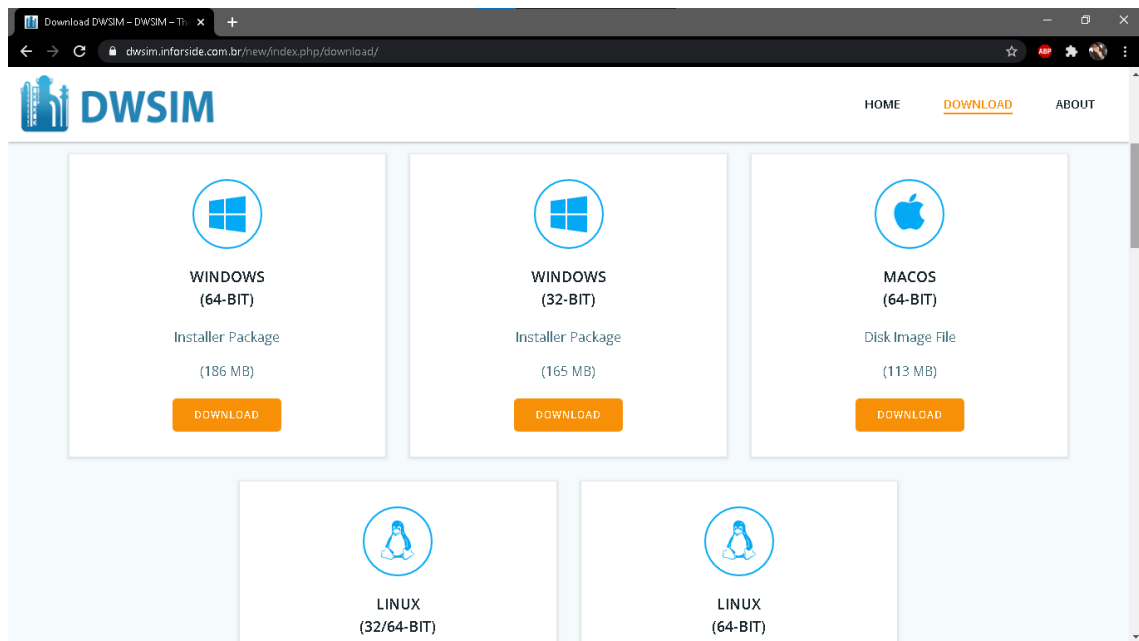 Download DWSIM – DWSIM – Th
dwsim.inforside.com.br/new/index.php/download/
ABP
DWSIM
HOME
DOWNLOAD
ABOUT
WINDOWS
(64-BIT)
Installer Package
(186 MB)
DOWNLOAD
WINDOWS
(32-BIT)
Installer Package
(165 MB)
DOWNLOAD
MACOS
(64-BIT)
Disk Image File
(113 MB)
DOWNLOAD
LINUX
(32/64-BIT)
LINUX
(64-BIT)